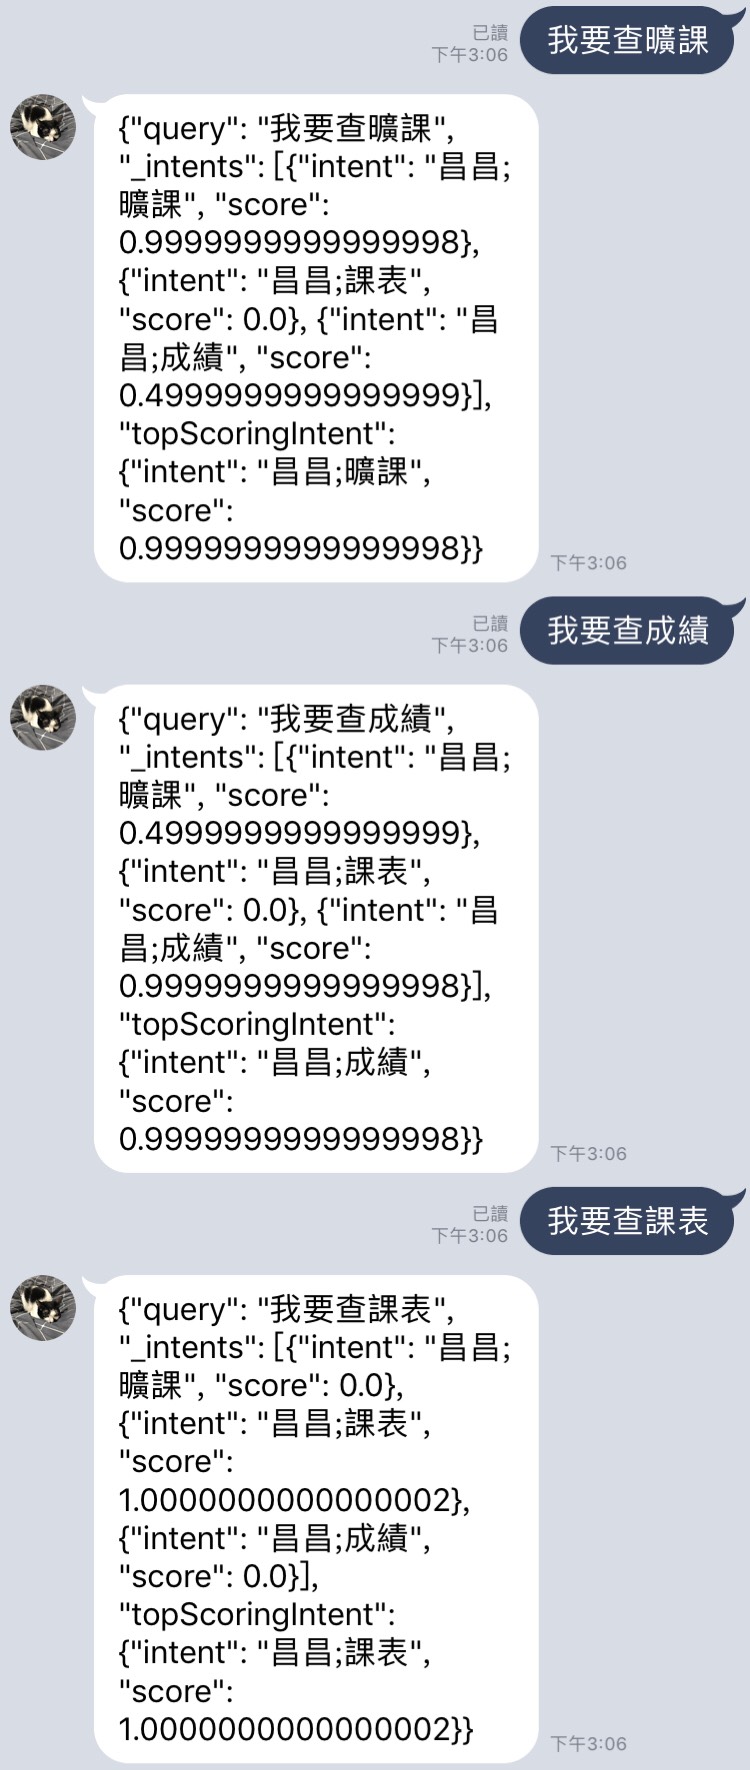 已讀
下午3:06
我要查曠課
{"query": "我要查曠課",
"_intents": [{"intent": "昌昌;
曠課", "score":
0.9999999999999998},
{"intent": "昌昌;課表",
"score": 0.0}, {"intent": "昌
昌;成績", "score":
0.4999999999999999}],
"topScoringIntent":
{"intent": "昌昌;曠課",
"score":
0.9999999999999998}}
下午3:06
已讀
下午3:06
我要查成績
{"query": "我要查成績",
"_intents": [{"intent": "昌昌;
曠課", "score":
0.4999999999999999},
{"intent": "昌昌;課表",
"score": 0.0}, {"intent": "昌
昌;成績", "score":
0.9999999999999998}],
"topScoringIntent":
{"intent": "昌昌;成績",
"score":
0.9999999999999998}}
下午3:06
已讀
下午3:06
我要查課表
{"query": "我要查課表",
"_intents": [{"intent": "昌昌;
曠課", "score": 0.0},
{"intent": "昌昌;課表",
"score":
1.0000000000000002},
{"intent": "昌昌;成績",
"score": 0.0}],
"topScoringIntent":
{"intent": "昌昌;課表",
"score":
1.0000000000000002}}
下午3:06